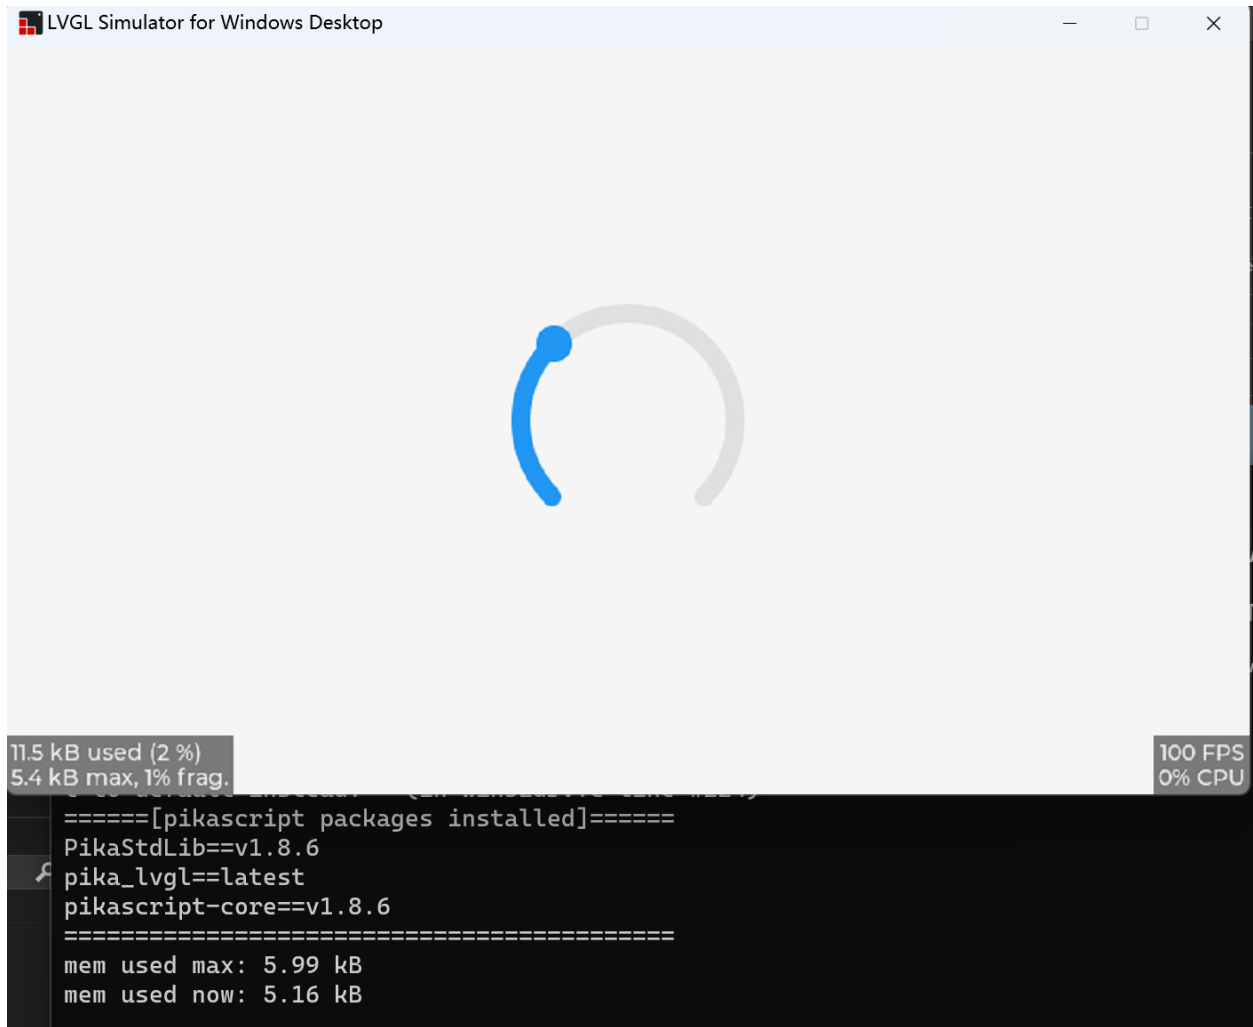 LVGL Simulator for Windows Desktop
11.5 kB used (2 %)
5.4 kB max, 1% frag.
100 FPS
0% CPU
======[pikascript packages installed]======
PikaStdLib==v1.8.6
pika_lvgl==latest
pikascript-core==v1.8.6
===========================================
mem used max: 5.99 kB
mem used now: 5.16 kB